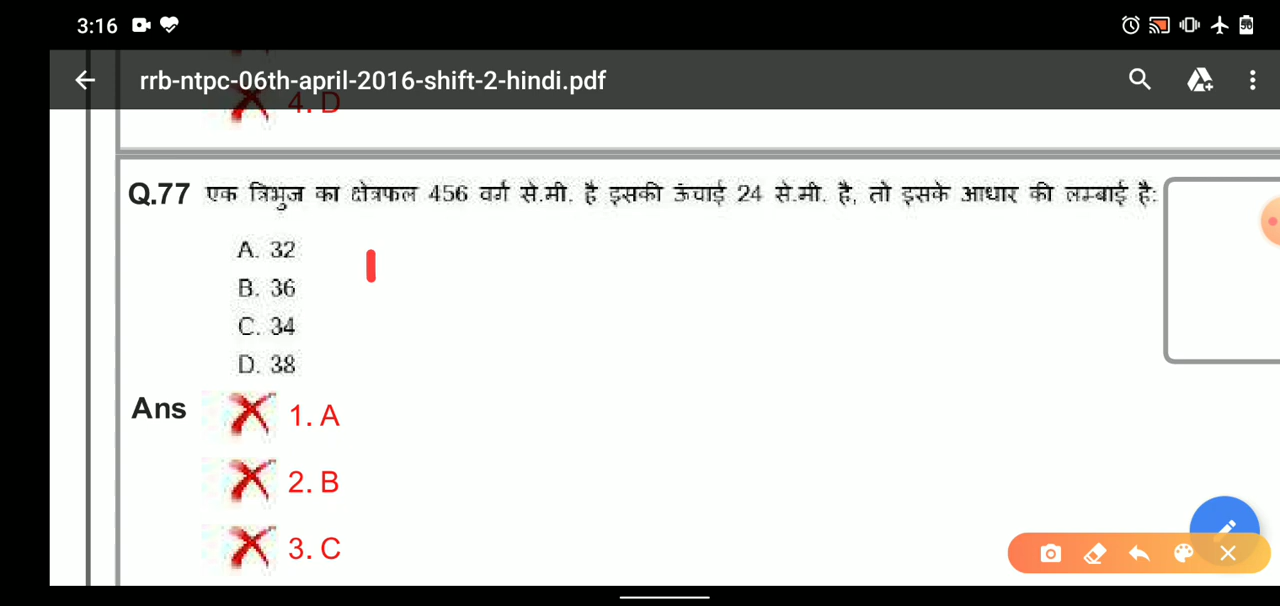 3:16
rrb-ntpc-06th-april-2016-shift-2-hindi.pdf
4. D
Q.77 एक त्रिभुज का क्षेत्रफल 456 वर्ग से.मी. है इसकी ऊंचाई 24 से.मी. है, तो इसके आधार की लम्बाई है:
A. 32
B. 36
C. 34
D. 38
Ans
1. A
2. B
3. C